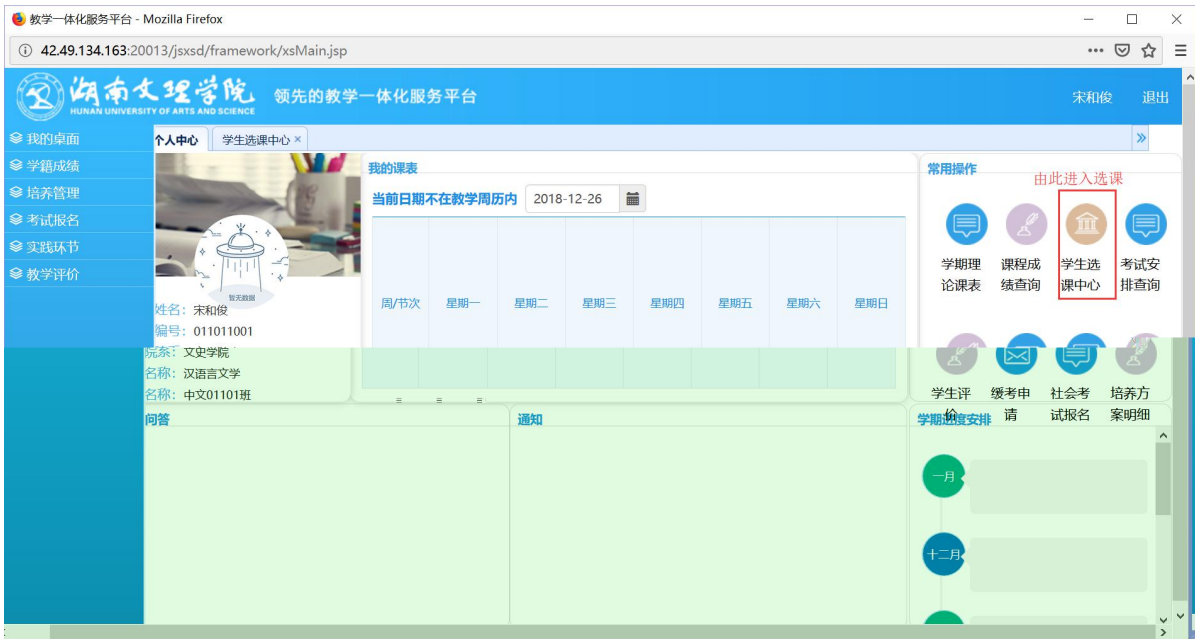 教学一体化服务平台 - Mozilla Firefox
42.49.134.163:20013/jsxsd/framework/xsMain.jsp
湖南文理学院
HUNAN UNIVERSITY OF ARTS AND SCIENCE
领先的教学一体化服务平台
宋和俊 退出
我的桌面
学籍成绩
培养管理
考试报名
实践环节
教学评价
个人中心 学生选课中心 ×
暂无数据
姓名：宋和俊
编号：011011001
院系：文史学院
名称：汉语言文学
名称：中文01101班
我的课表
当前日期不在教学周历内 2018-12-26
周/节次 星期一 星期二 星期三 星期四 星期五 星期六 星期日
常用操作
由此进入选课
学期理论课表
课程成绩查询
学生选课中心
考试安排查询
学生评价
缓考申请
社会考试报名
培养方案明细
问答
通知
学期进度安排
一月
十二月